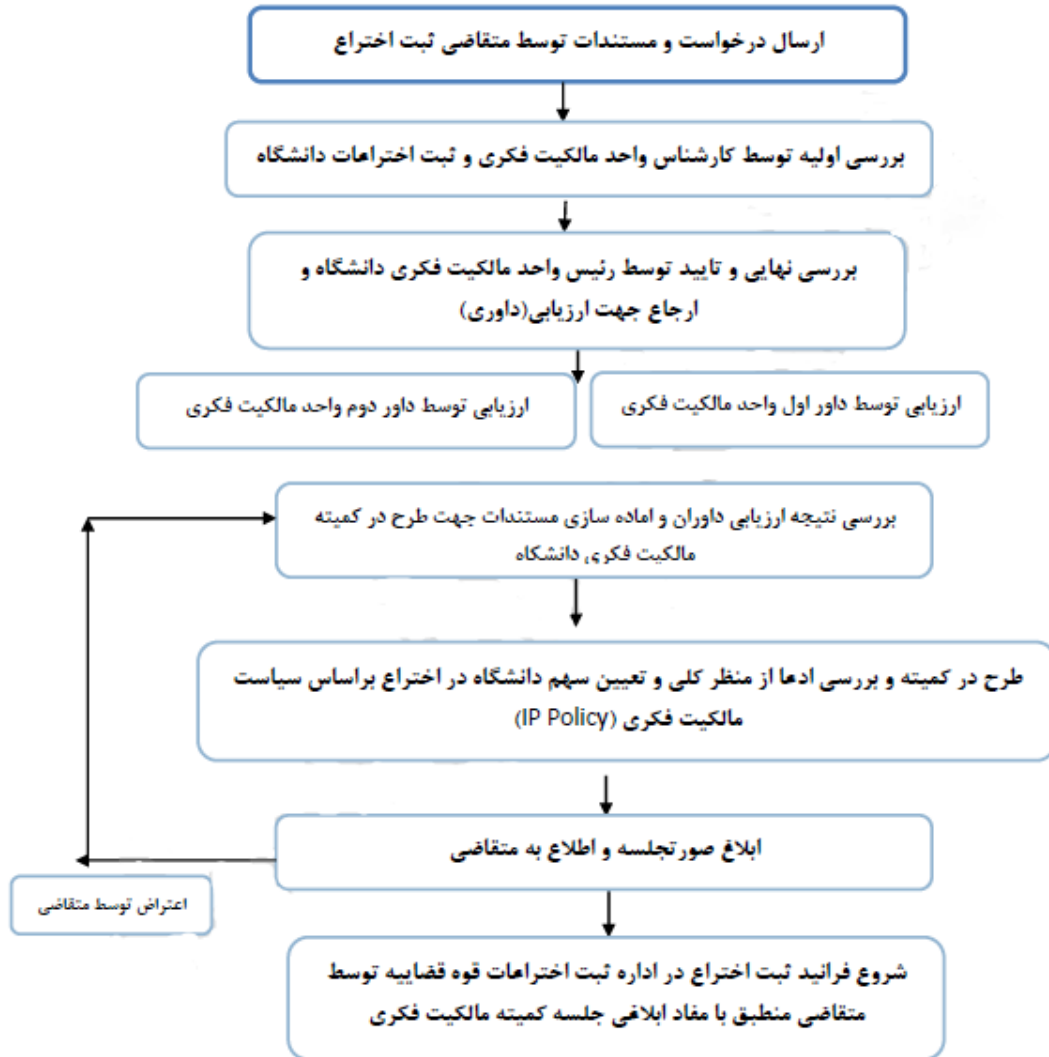 ارسال درخواست و مستندات توسط متقاضی ثبت اختراع
بررسی اولیه توسط کارشناس واحد مالکیت فکری و ثبت اختراعات دانشگاه
بررسی نهایی و تایید توسط رئیس واحد مالکیت فکری دانشگاه و
ارجاع جهت ارزیابی(داوری)
ارزیابی توسط داور اول واحد مالکیت فکری
ارزیابی توسط داور دوم واحد مالکیت فکری
بررسی نتیجه ارزیابی داوران و اماده سازی مستندات جهت طرح در کمیته
مالکیت فکری دانشگاه
طرح در کمیته و بررسی ادعا از منظر کلی و تعیین سهم دانشگاه در اختراع براساس سیاست
مالکیت فکری (IP Policy)
ابلاغ صورتجلسه و اطلاع به متقاضی
اعتراض توسط متقاضی
شروع فرانید ثبت اختراع در اداره ثبت اختراعات قوه قضاییه توسط
متقاضی منطبق با مفاد ابلاغی جلسه کمیته مالکیت فکری